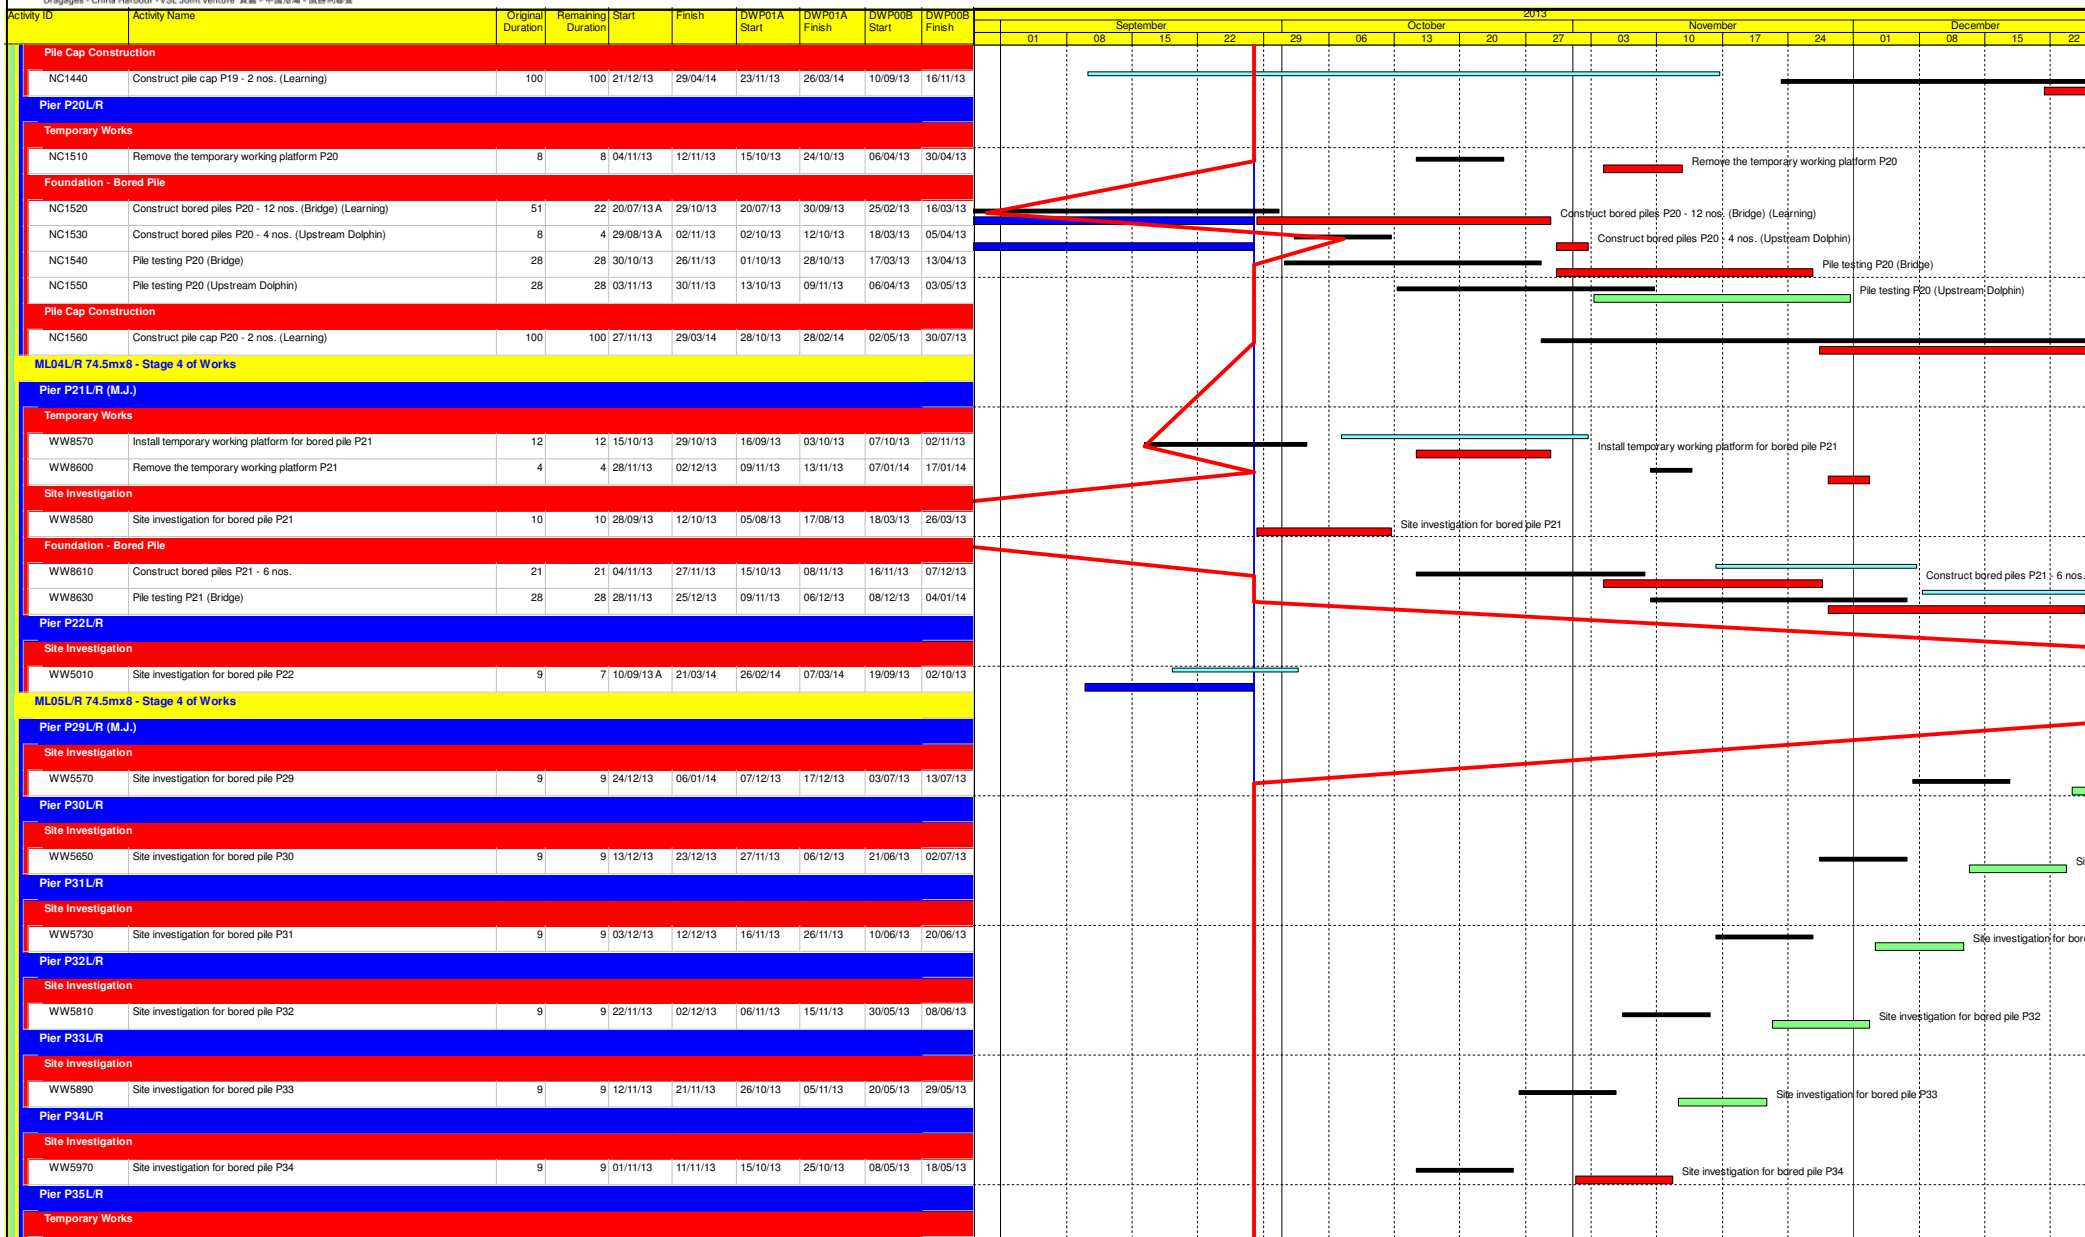 Dragages - China Harbour - VSL Joint Venture
Activity ID Activity Name Original Duration Remaining Duration Start Finish DWP01A Start DWP01A Finish DWP00B Start DWP00B Finish
2013
September October November December
01 08 15 22 29 06 13 20 27 03 10 17 24 01 08 15 22
Pile Cap Construction
NC1440 Construct pile cap P19 - 2 nos. (Learning) 100 100 21/12/13 29/04/14 23/11/13 26/03/14 10/09/13 16/11/13
Pier P20L/R
Temporary Works
NC1510 Remove the temporary working platform P20 8 8 04/11/13 12/11/13 15/10/13 24/10/13 06/04/13 30/04/13 Remove the temporary working platform P20
Foundation - Bored Pile
NC1520 Construct bored piles P20 - 12 nos. (Bridge) (Learning) 51 22 20/07/13 A 29/10/13 20/07/13 30/09/13 25/02/13 16/03/13 Construct bored piles P20 - 12 nos. (Bridge) (Learning)
NC1530 Construct bored piles P20 - 4 nos. (Upstream Dolphin) 8 4 29/08/13 A 02/11/13 02/10/13 12/10/13 18/03/13 05/04/13 Construct bored piles P20 - 4 nos. (Upstream Dolphin)
NC1540 Pile testing P20 (Bridge) 28 28 30/10/13 26/11/13 01/10/13 28/10/13 17/03/13 13/04/13 Pile testing P20 (Bridge)
NC1550 Pile testing P20 (Upstream Dolphin) 28 28 03/11/13 30/11/13 13/10/13 09/11/13 06/04/13 03/05/13 Pile testing P20 (Upstream Dolphin)
Pile Cap Construction
NC1560 Construct pile cap P20 - 2 nos. (Learning) 100 100 27/11/13 29/03/14 28/10/13 28/02/14 02/05/13 30/07/13
ML04L/R 74.5mx8 - Stage 4 of Works
Pier P21L/R (M.J.)
Temporary Works
WW8570 Install temporary working platform for bored pile P21 12 12 15/10/13 29/10/13 16/09/13 03/10/13 07/10/13 02/11/13 Install temporary working platform for bored pile P21
WW8600 Remove the temporary working platform P21 4 4 28/11/13 02/12/13 09/11/13 13/11/13 07/01/14 17/01/14
Site Investigation
WW8580 Site investigation for bored pile P21 10 10 28/09/13 12/10/13 05/08/13 17/08/13 18/03/13 26/03/13 Site investigation for bored pile P21
Foundation - Bored Pile
WW8610 Construct bored piles P21 - 6 nos. 21 21 04/11/13 27/11/13 15/10/13 08/11/13 16/11/13 07/12/13 Construct bored piles P21 - 6 nos.
WW8630 Pile testing P21 (Bridge) 28 28 28/11/13 25/12/13 09/11/13 06/12/13 08/12/13 04/01/14
Pier P22L/R
Site Investigation
WW5010 Site investigation for bored pile P22 9 7 10/09/13 A 21/03/14 26/02/14 07/03/14 19/09/13 02/10/13
ML05L/R 74.5mx8 - Stage 4 of Works
Pier P29L/R (M.J.)
Site Investigation
WW5570 Site investigation for bored pile P29 9 9 24/12/13 06/01/14 07/12/13 17/12/13 03/07/13 13/07/13
Pier P30L/R
Site Investigation
WW5650 Site investigation for bored pile P30 9 9 13/12/13 23/12/13 27/11/13 06/12/13 21/06/13 02/07/13 Si
Pier P31L/R
Site Investigation
WW5730 Site investigation for bored pile P31 9 9 03/12/13 12/12/13 16/11/13 26/11/13 10/06/13 20/06/13 Site investigation for bor
Pier P32L/R
Site Investigation
WW5810 Site investigation for bored pile P32 9 9 22/11/13 02/12/13 06/11/13 15/11/13 30/05/13 08/06/13 Site investigation for bored pile P32
Pier P33L/R
Site Investigation
WW5890 Site investigation for bored pile P33 9 9 12/11/13 21/11/13 26/10/13 05/11/13 20/05/13 29/05/13 Site investigation for bored pile P33
Pier P34L/R
Site Investigation
WW5970 Site investigation for bored pile P34 9 9 01/11/13 11/11/13 15/10/13 25/10/13 08/05/13 18/05/13 Site investigation for bored pile P34
Pier P35L/R
Temporary Works